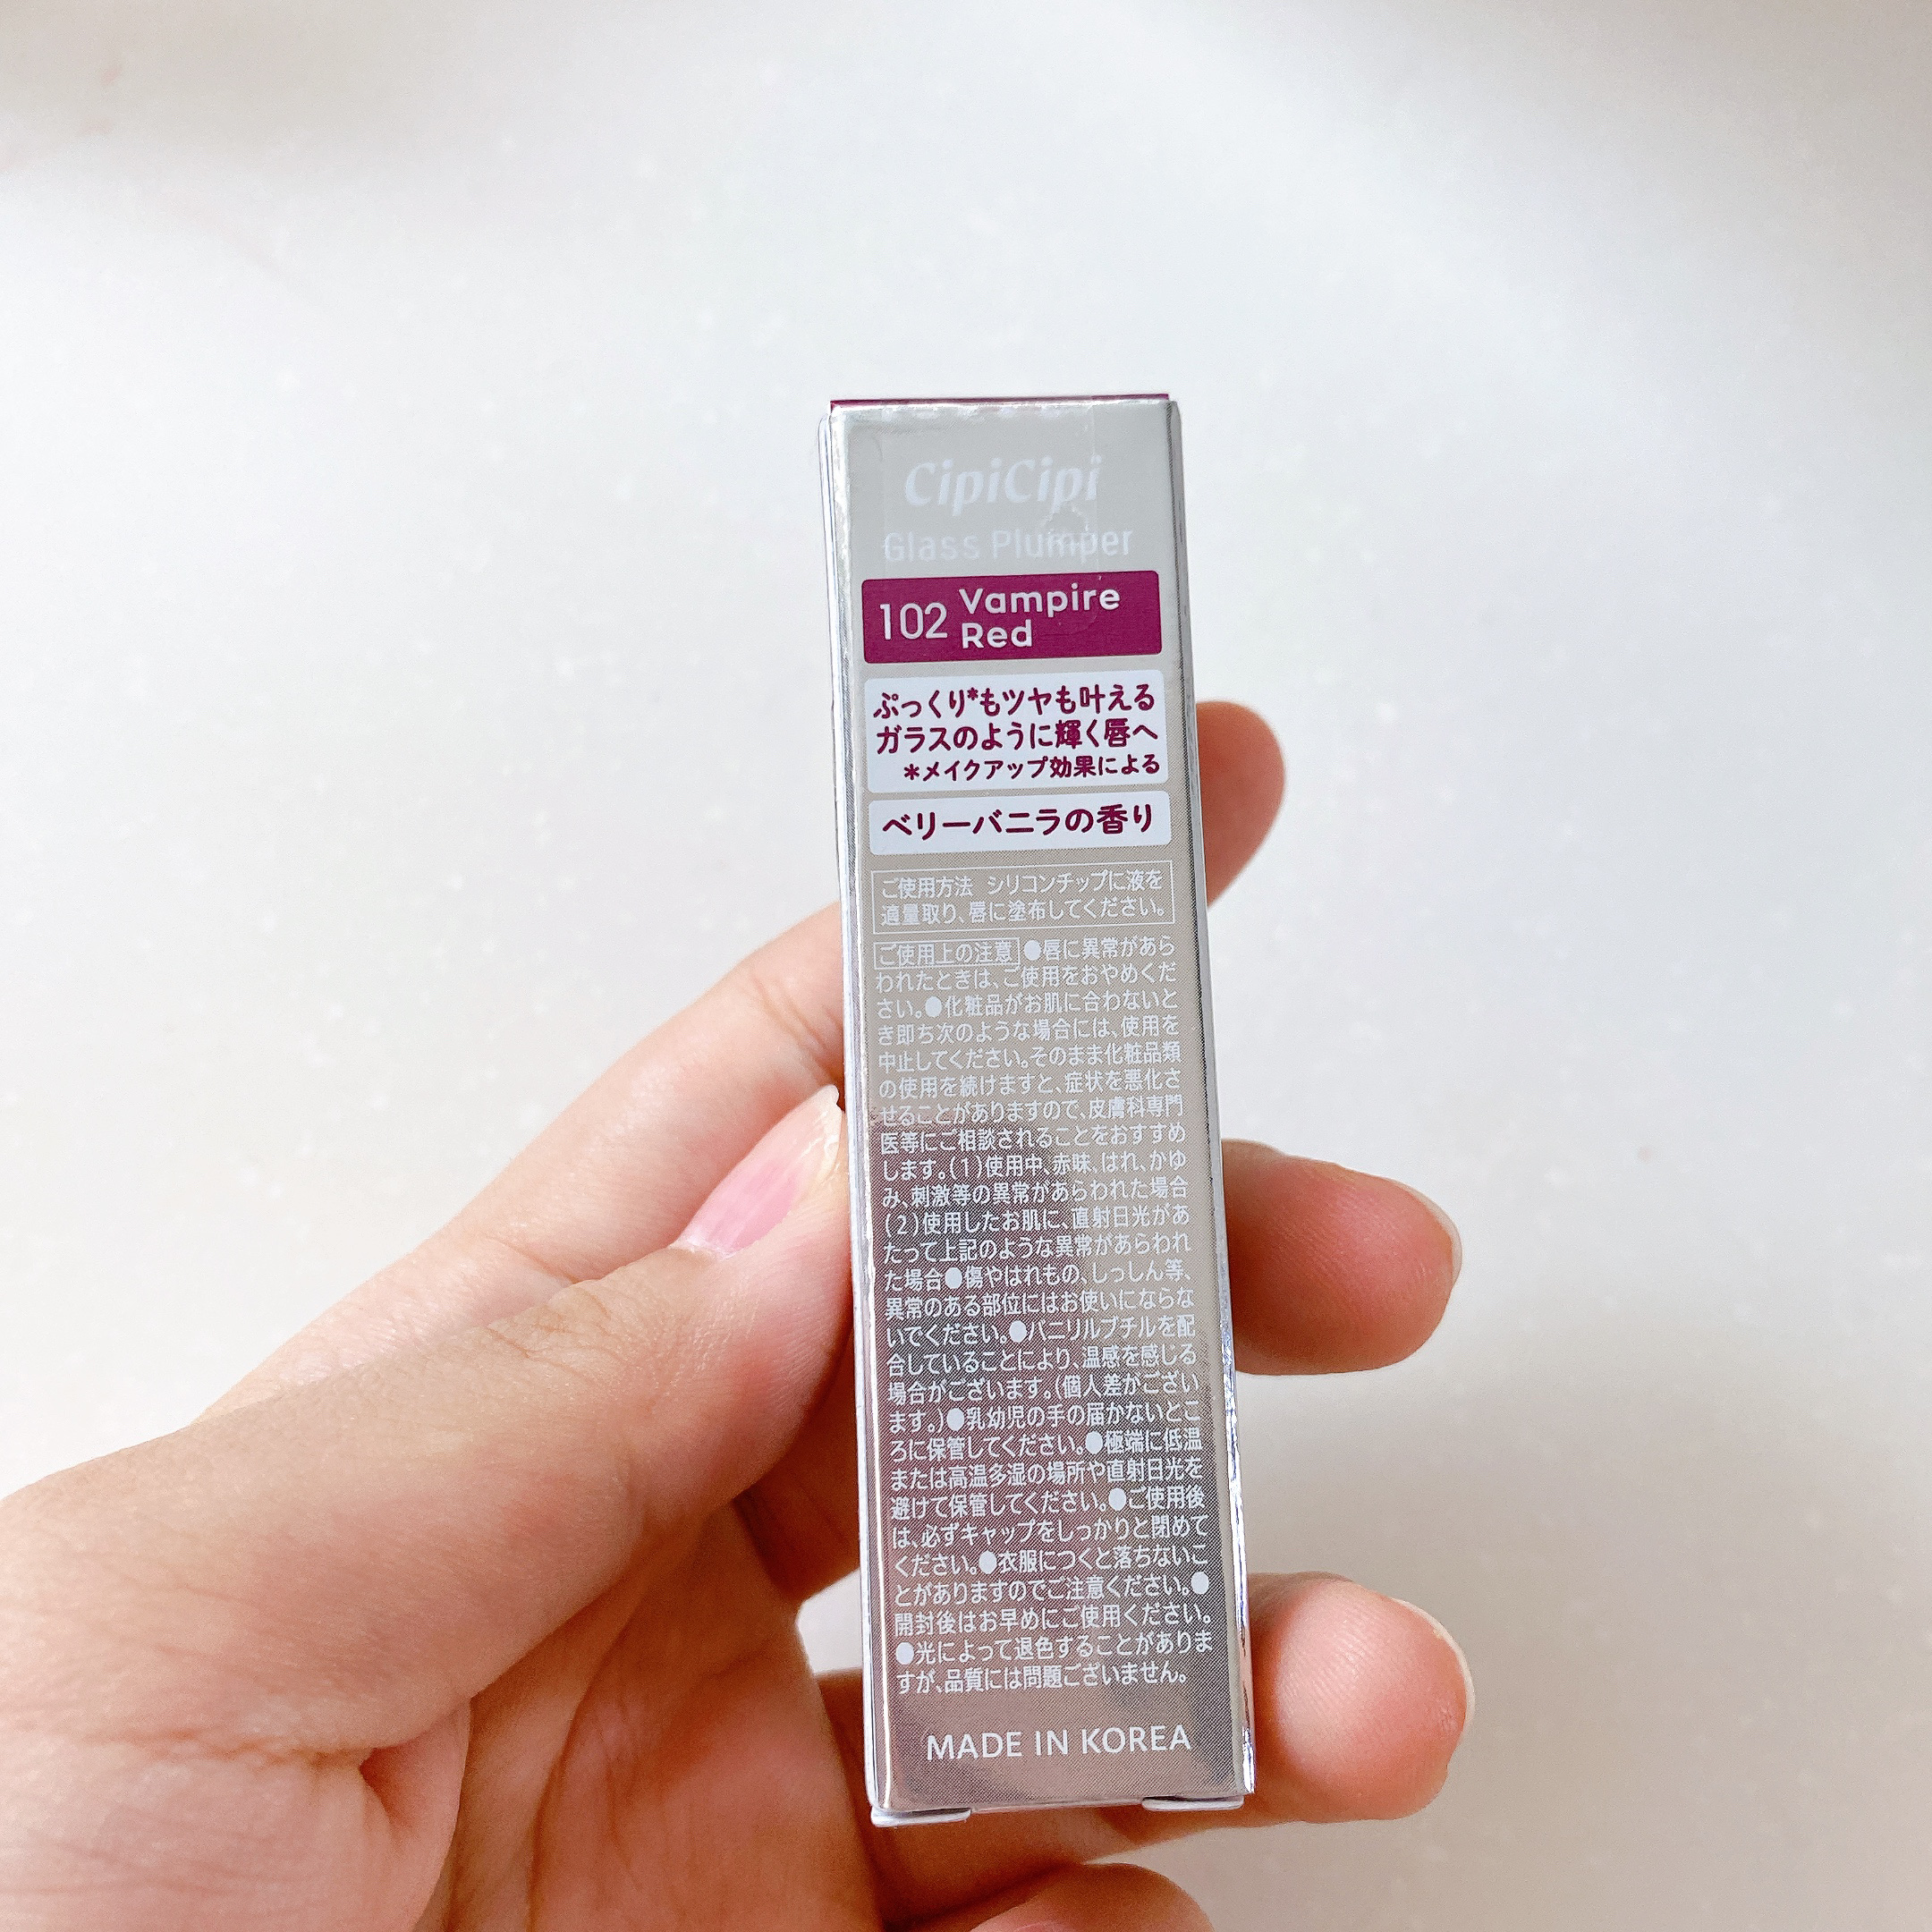 CipiCipi
Glass Plumper
102 Vampire
Red
ぷっくり*もツヤも叶える
ガラスのように輝く唇へ
*メイクアップ効果による
ベリーバニラの香り
ご使用方法 シリコンチップに液を
適量取り、唇に塗布してください。
ご使用上の注意 ●唇に異常があら
われたときは、ご使用をおやめくだ
さい。●化粧品がお肌に合わないと
き即ち次のような場合には、使用を
中止してください。そのまま化粧品類
の使用を続けますと、症状を悪化さ
せることがありますので、皮膚科専門
医等にご相談されることをおすすめ
します。(1)使用中、赤味、はれ、かゆ
み、刺激等の異常があらわれた場合
(2)使用したお肌に、直射日光があ
たって上記のような異常があらわれ
た場合●傷やはれもの、しっしん等、
異常のある部位にはお使いにならな
いでください。●バニリルブチルを配
合していることにより、温感を感じる
場合がございます。(個人差がござい
ます。)●乳幼児の手の届かないとこ
ろに保管してください。●極端に低温
または高温多湿の場所や直射日光を
避けて保管してください。●ご使用後
は、必ずキャップをしっかりと閉めて
ください。●衣服につくと落ちないこ
とがありますのでご注意ください。●
開封後はお早めにご使用ください。
●光によって退色することがありま
すが、品質には問題ございません。
MADE IN KOREA